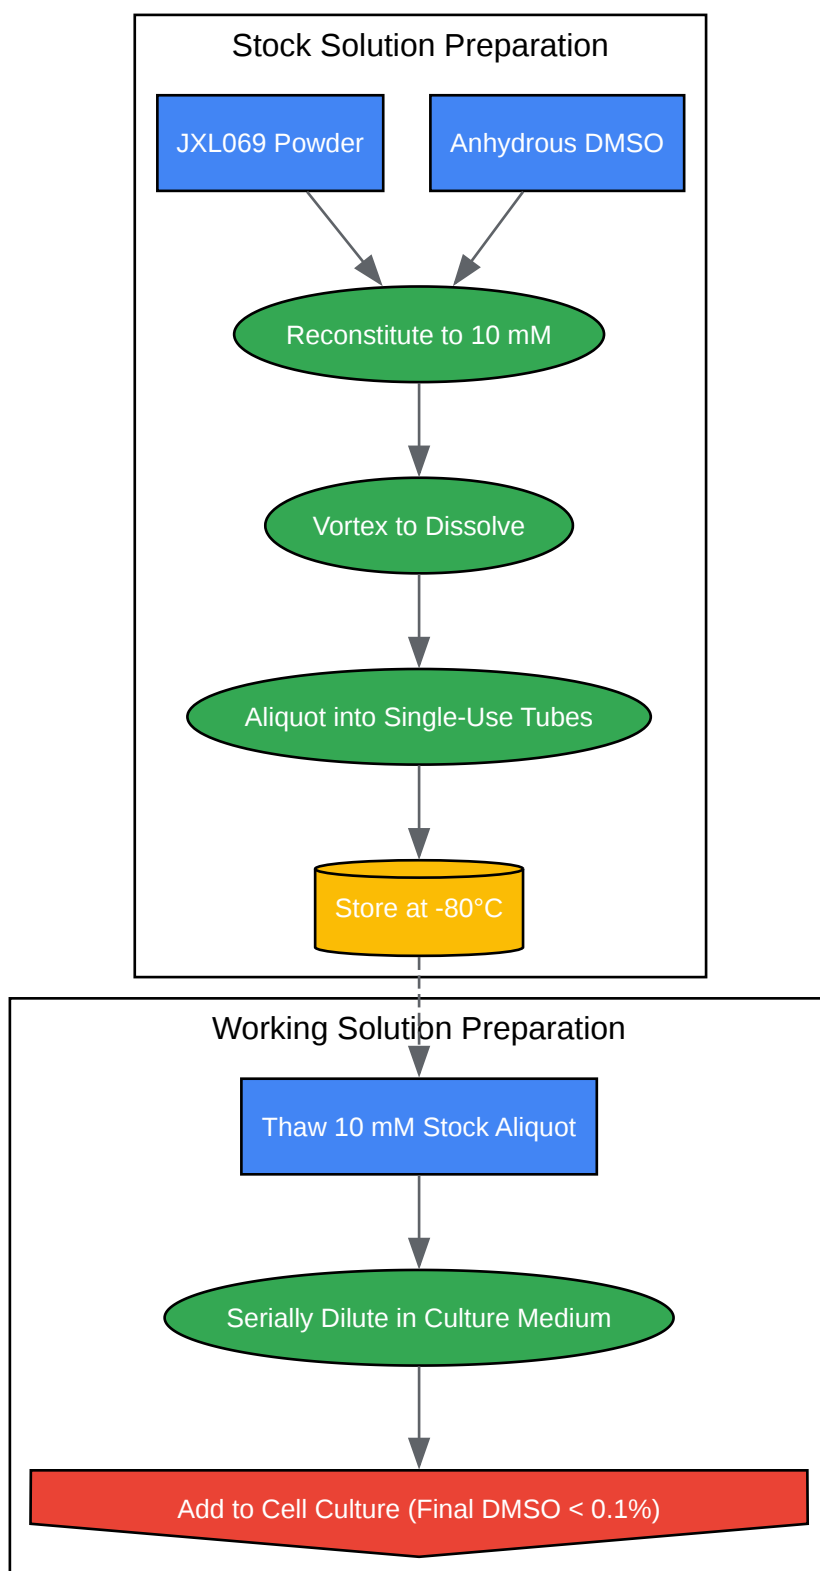 Stock Solution Preparation
JXL069 Powder
Anhydrous DMSO
Reconstitute to 10 mM
Vortex to Dissolve
Aliquot into Single-Use Tubes
Store at -80°C
Working Solution Preparation
Thaw 10 mM Stock Aliquot
Serially Dilute in Culture Medium
Add to Cell Culture (Final DMSO < 0.1%)